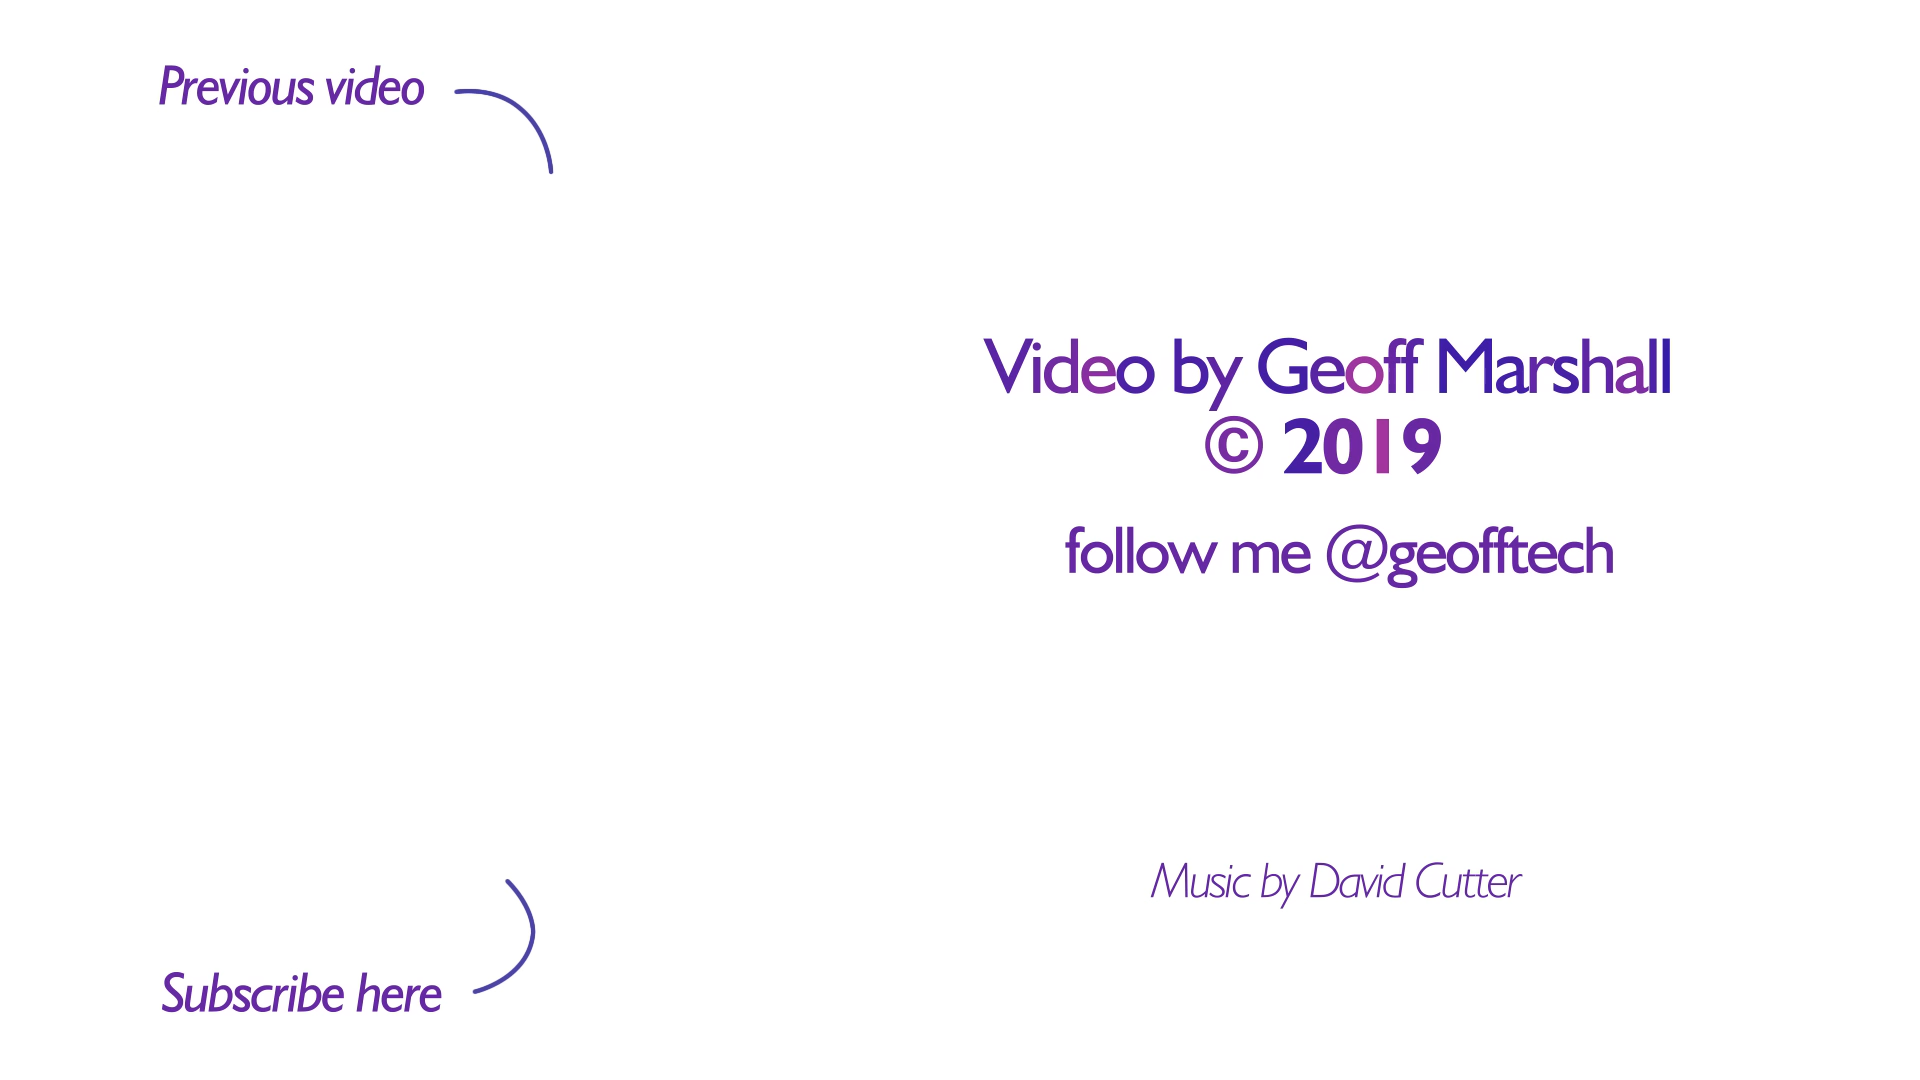 Previous video
Video by Geoff Marshall
© 2019
follow me @geofftech
Music by David Cutter
Subscribe here